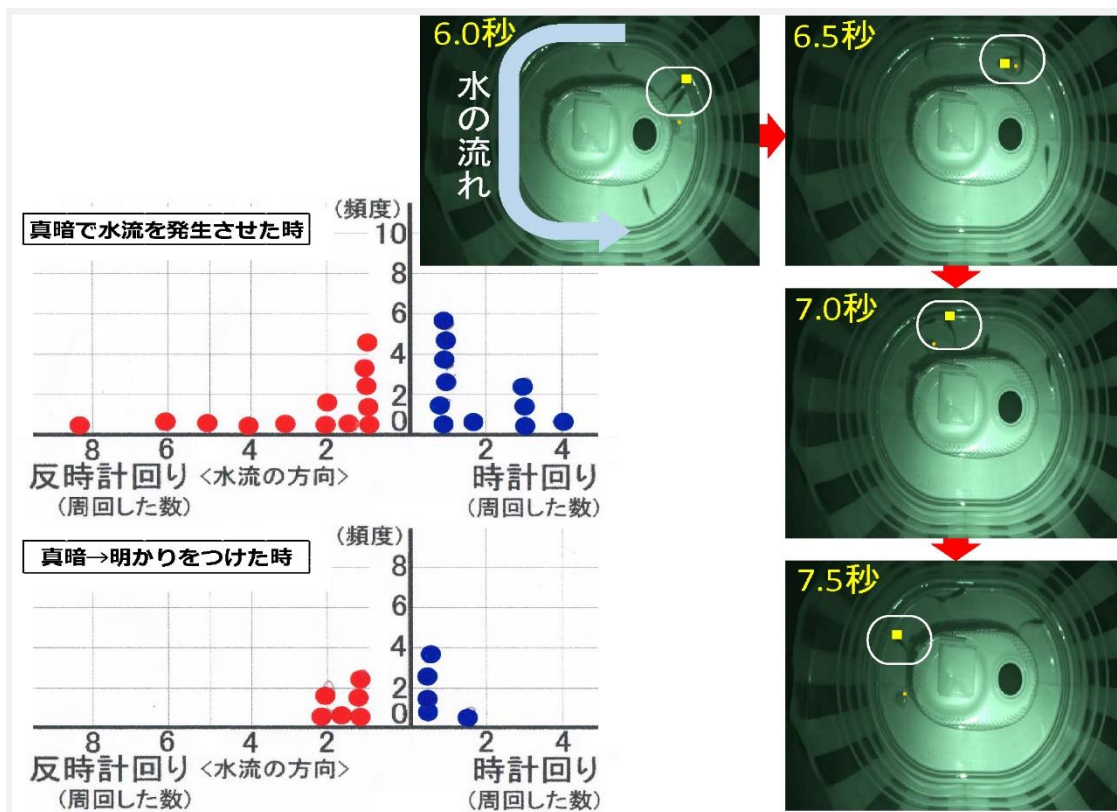 6.0秒
水の流れ
6.5秒
7.0秒
7.5秒
真暗で水流を発生させた時
(頻度)
10
8
6
4
2
0
8 6 4 2 2 4
反時計回り <水流の方向> 時計回り
(周回した数) (周回した数)
真暗→明かりをつけた時
(頻度)
8
6
4
2
0
8 6 4 2 2 4
反時計回り <水流の方向> 時計回り
(周回した数) (周回した数)